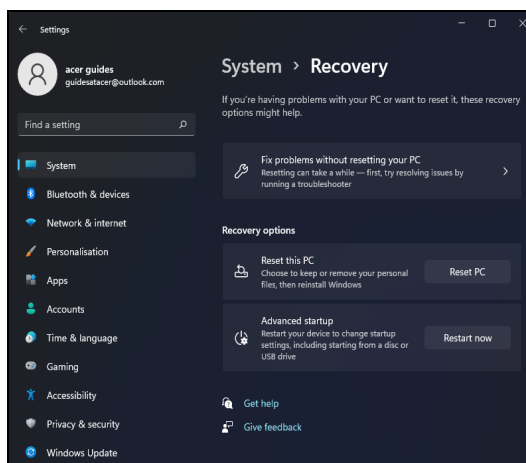 Settings
acer guides
guidesatacer@outlook.com
Find a setting
System
Bluetooth & devices
Network & internet
Personalisation
Apps
Accounts
Time & language
Gaming
Accessibility
Privacy & security
Windows Update
System > Recovery
If you're having problems with your PC or want to reset it, these recovery
options might help.
Fix problems without resetting your PC
Resetting can take a while — first, try resolving issues by
running a troubleshooter
Recovery options
Reset this PC
Choose to keep or remove your personal
files, then reinstall Windows
Reset PC
Advanced startup
Restart your device to change startup
settings, including starting from a disc or
USB drive
Restart now
Get help
Give feedback